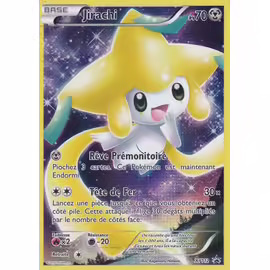 BASE
Jirachi
PV70
Rêve Prémonitoire
Piochez 3 cartes. Ce Pokémon est maintenant
Endormi.
Tête de Fer 30×
Lancez une pièce jusqu'à ce que vous obteniez un
côté pile. Cette attaque inflige 30 dégâts multipliés
par le nombre de côtés face.
Faiblesse
×2
Résistance
-20
Retraite
XY112